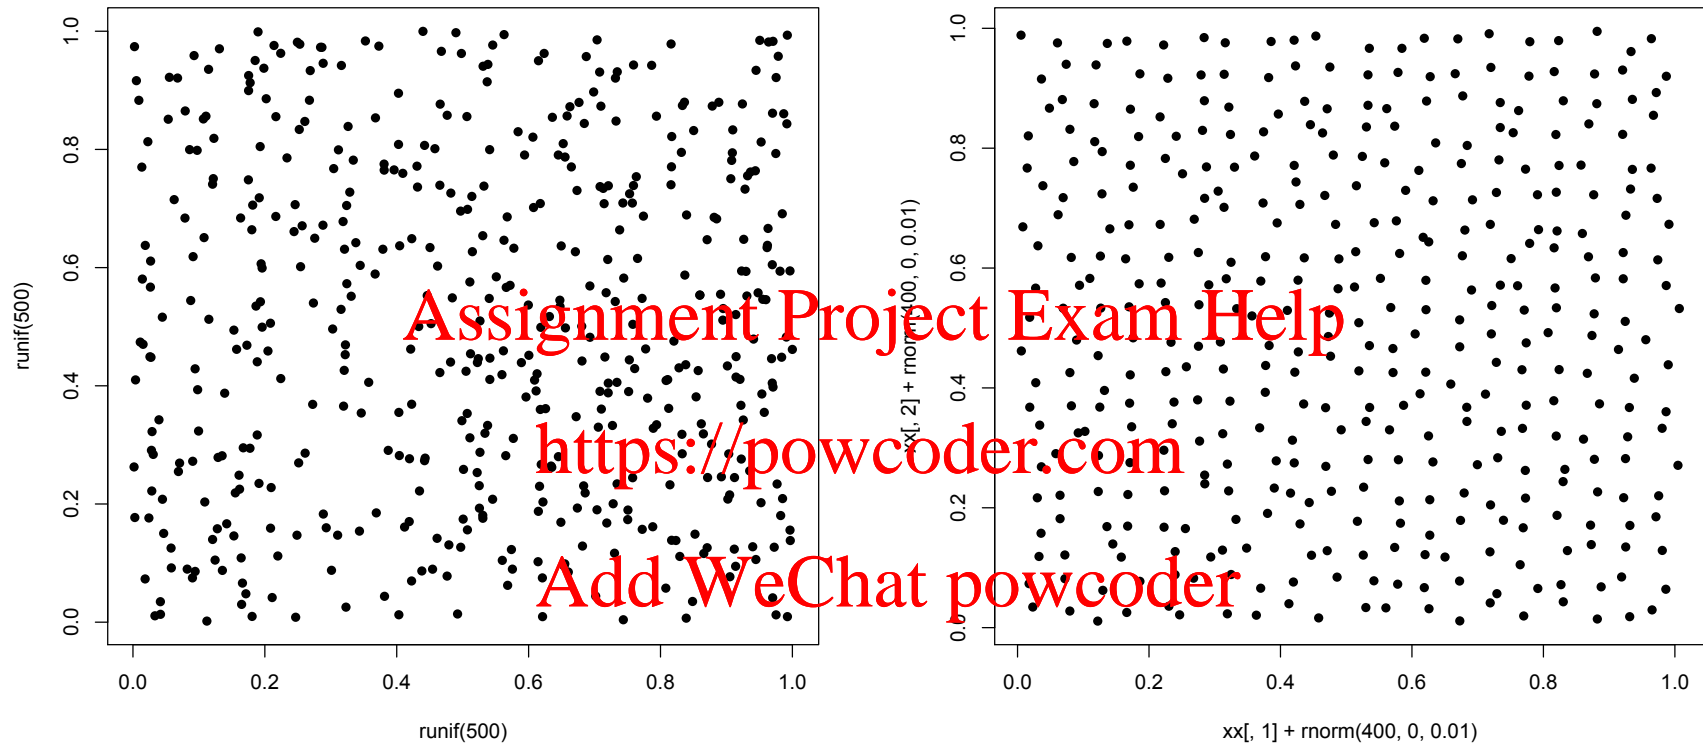 runif(500)
0.0 0.2 0.4 0.6 0.8 1.0
0.0 0.2 0.4 0.6 0.8 1.0
runif(500)
xx[, 2] + rnorm(400, 0, 0.01)
0.0 0.2 0.4 0.6 0.8 1.0
0.0 0.2 0.4 0.6 0.8 1.0
xx[, 1] + rnorm(400, 0, 0.01)
Assignment Project Exam Help
https://powcoder.com
Add WeChat powcoder